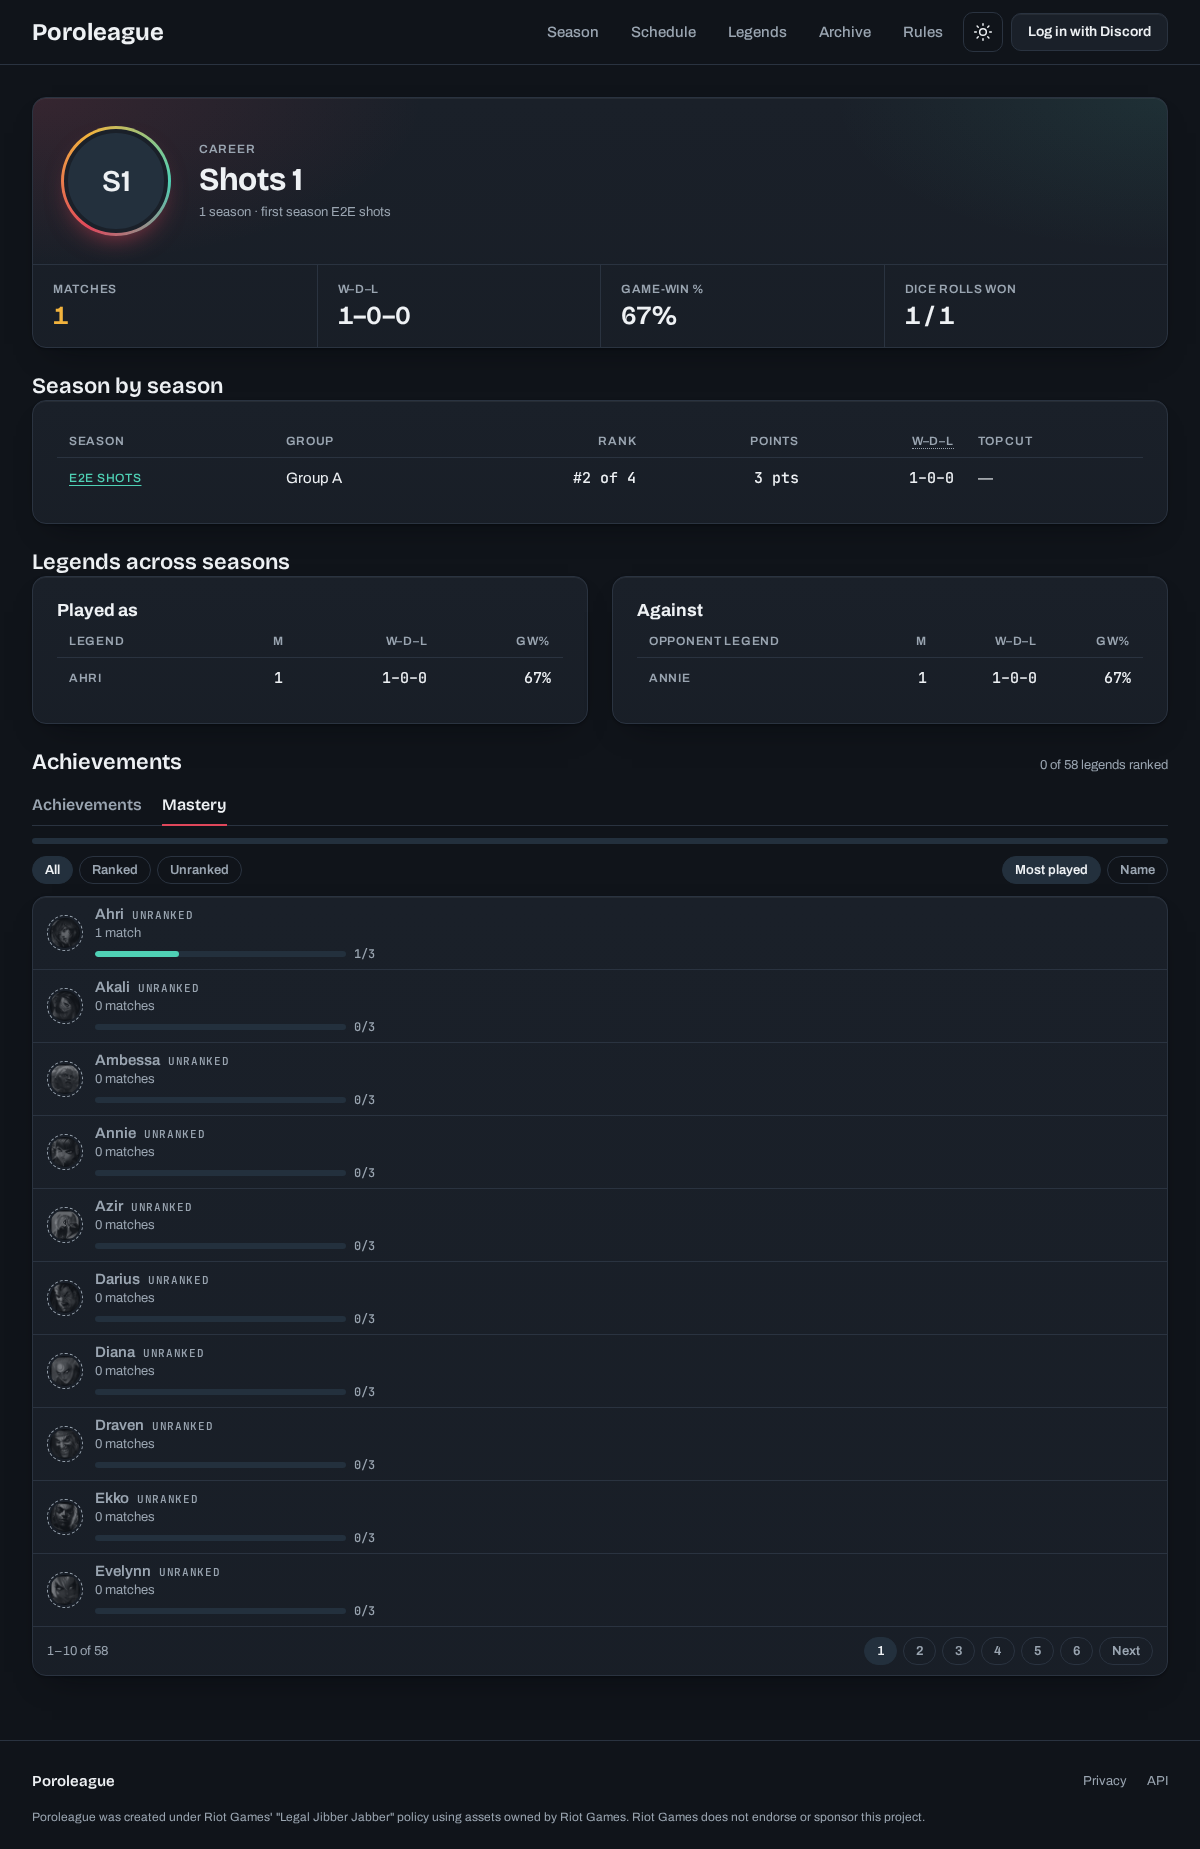 Poroleague
Season Schedule Legends Archive Rules Log in with Discord
S1
CAREER
Shots 1
1 season · first season E2E shots
MATCHES W–D–L GAME-WIN % DICE ROLLS WON
1 1–0–0 67% 1 / 1
Season by season
SEASON GROUP RANK POINTS W–D–L TOP CUT
E2E SHOTS Group A #2 of 4 3 pts 1–0–0 —
Legends across seasons
Played as
LEGEND M W–D–L GW%
AHRI 1 1–0–0 67%
Against
OPPONENT LEGEND M W–D–L GW%
ANNIE 1 1–0–0 67%
Achievements 0 of 58 legends ranked
Achievements Mastery
All Ranked Unranked Most played Name
Ahri UNRANKED
1 match
1/3
Akali UNRANKED
0 matches
0/3
Ambessa UNRANKED
0 matches
0/3
Annie UNRANKED
0 matches
0/3
Azir UNRANKED
0 matches
0/3
Darius UNRANKED
0 matches
0/3
Diana UNRANKED
0 matches
0/3
Draven UNRANKED
0 matches
0/3
Ekko UNRANKED
0 matches
0/3
Evelynn UNRANKED
0 matches
0/3
1–10 of 58 1 2 3 4 5 6 Next
Poroleague Privacy API
Poroleague was created under Riot Games' "Legal Jibber Jabber" policy using assets owned by Riot Games. Riot Games does not endorse or sponsor this project.